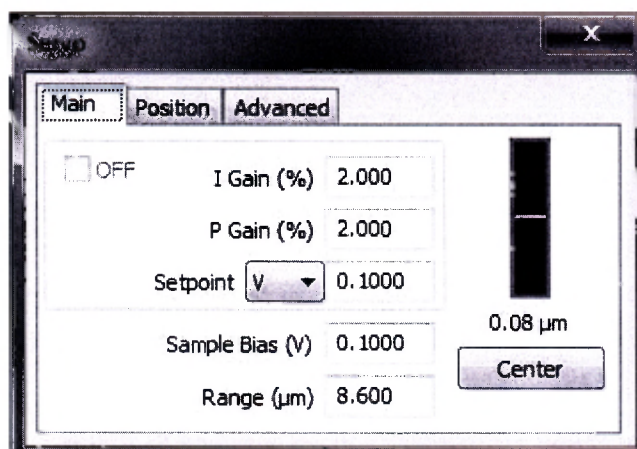 Servo
X
Main Position Advanced
OFF
I Gain (%) 2.000
P Gain (%) 2.000
Setpoint V 0.1000
Sample Bias (V) 0.1000
Range (μm) 8.600
0.08 μm
Center